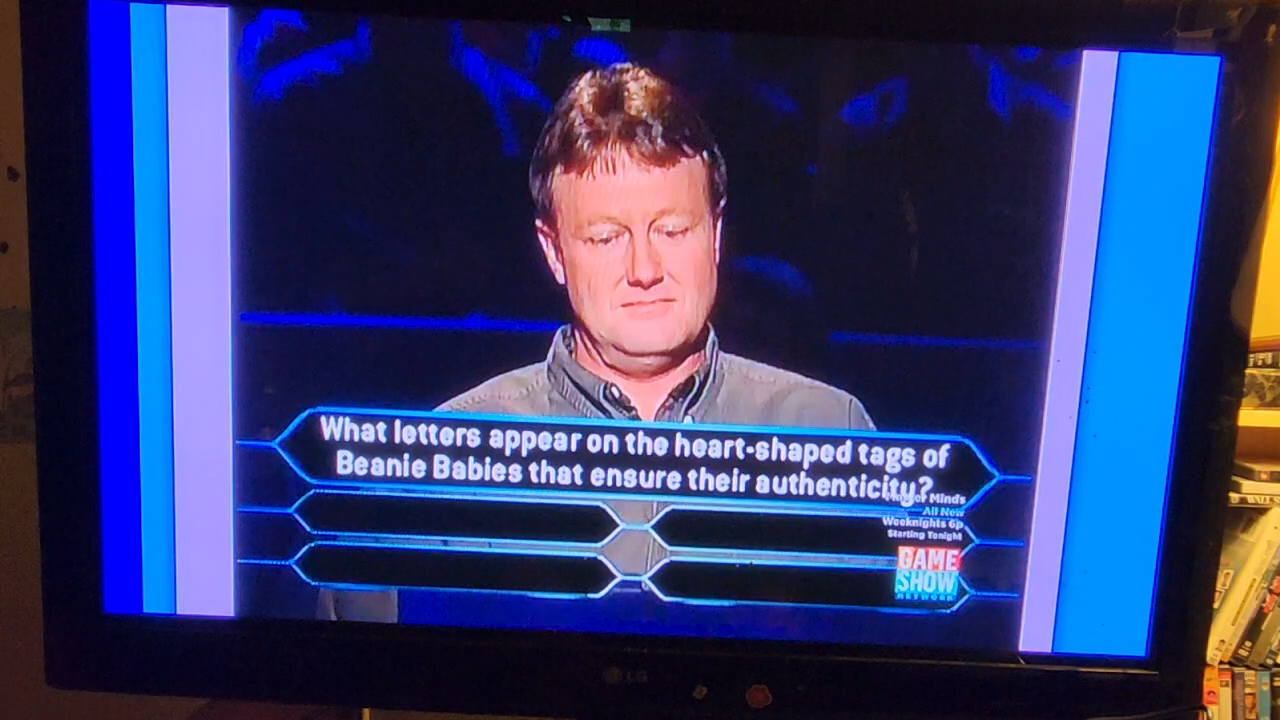 What letters appear on the heart-shaped tags of
Beanie Babies that ensure their authenticity?
Master Minds
All New
Weeknights 6p
Starting Tonight
GAME
SHOW
NETWORK
LG